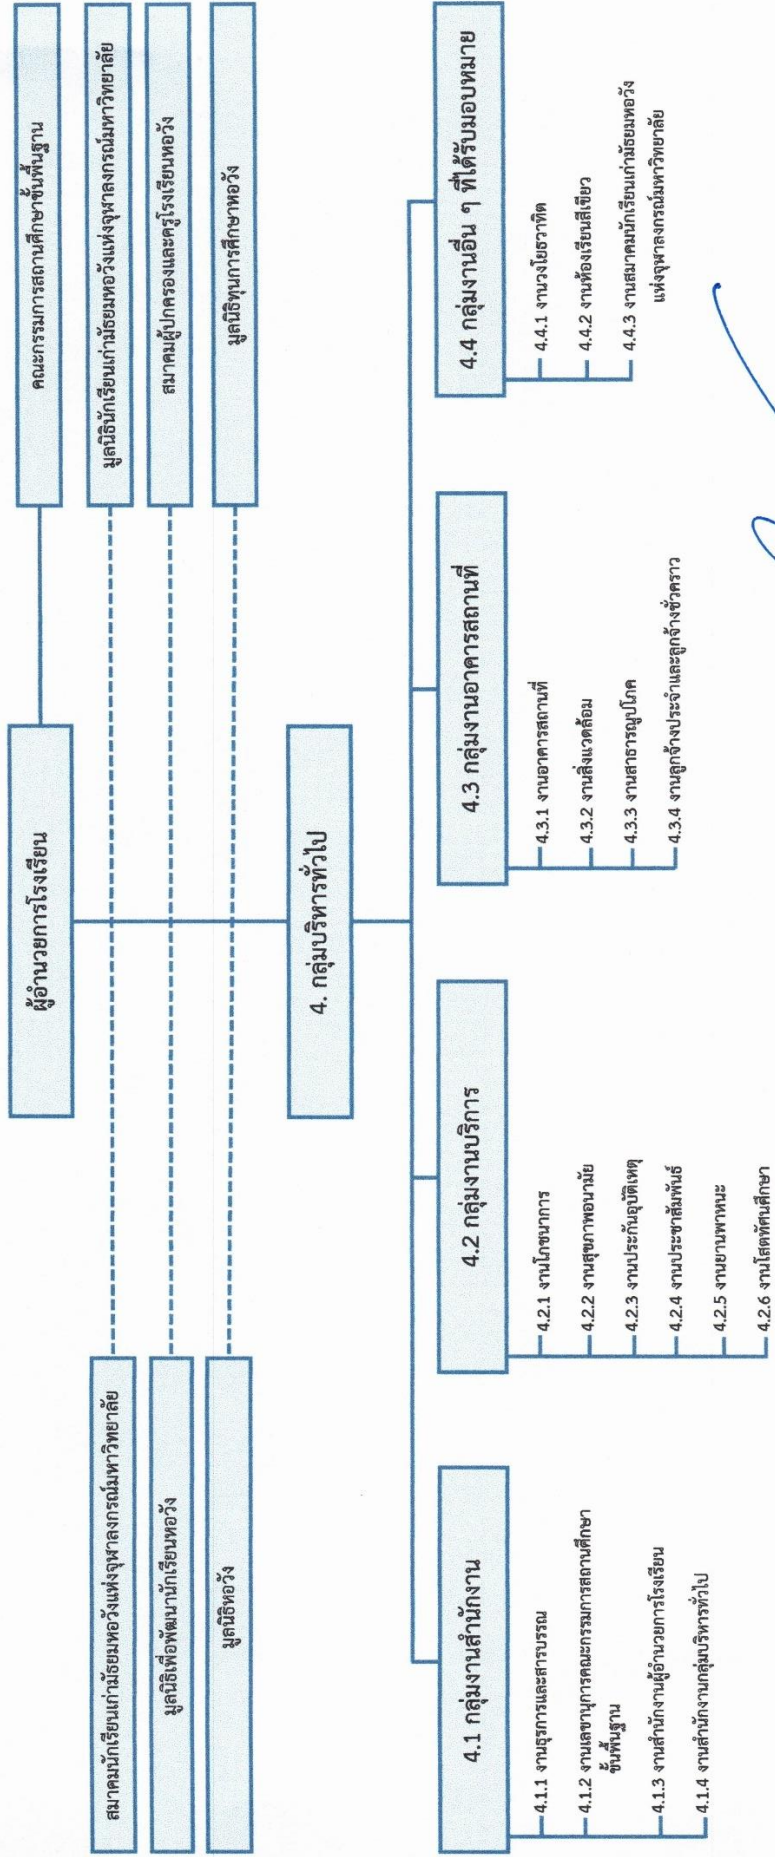 ผู้อำนวยการโรงเรียน
คณะกรรมการสถานศึกษาขั้นพื้นฐาน
สมาคมนักเรียนเก่ามัธยมหอวังแห่งจุฬาลงกรณ์มหาวิทยาลัย
มูลนิธินักเรียนเก่ามัธยมหอวังแห่งจุฬาลงกรณ์มหาวิทยาลัย
มูลนิธิเพื่อพัฒนานักเรียนหอวัง
สมาคมผู้ปกครองและครูโรงเรียนหอวัง
มูลนิธิหอวัง
มูลนิธิทุนการศึกษาหอวัง
4. กลุ่มบริหารทั่วไป
4.1 กลุ่มงานสำนักงาน
4.1.1 งานธุรการและสารบรรณ
4.1.2 งานเลขานุการคณะกรรมการสถานศึกษา
ขั้นพื้นฐาน
4.1.3 งานสำนักงานผู้อำนวยการโรงเรียน
4.1.4 งานสำนักงานกลุ่มบริหารทั่วไป
4.2 กลุ่มงานบริการ
4.2.1 งานโภชนาการ
4.2.2 งานสุขภาพอนามัย
4.2.3 งานประกันอุบัติเหตุ
4.2.4 งานประชาสัมพันธ์
4.2.5 งานยานพาหนะ
4.2.6 งานโสตทัศนศึกษา
4.3 กลุ่มงานอาคารสถานที่
4.3.1 งานอาคารสถานที่
4.3.2 งานสิ่งแวดล้อม
4.3.3 งานสาธารณูปโภค
4.3.4 งานลูกจ้างประจำและลูกจ้างชั่วคราว
4.4 กลุ่มงานอื่น ๆ ที่ได้รับมอบหมาย
4.4.1 งานวงโยธวาทิต
4.4.2 งานห้องเรียนสีเขียว
4.4.3 งานสมาคมนักเรียนเก่ามัธยมหอวัง
แห่งจุฬาลงกรณ์มหาวิทยาลัย